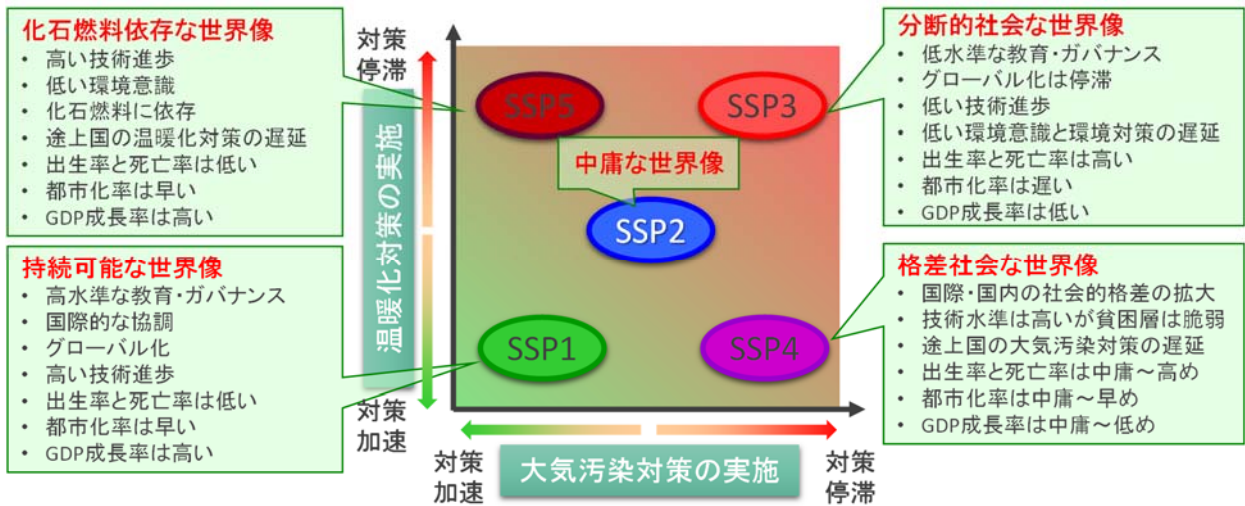 化石燃料依存な世界像
• 高い技術進歩
• 低い環境意識
• 化石燃料に依存
• 途上国の温暖化対策の遅延
• 出生率と死亡率は低い
• 都市化率は早い
• GDP成長率は高い
持続可能な世界像
• 高水準な教育・ガバナンス
• 国際的な協調
• グローバル化
• 高い技術進歩
• 出生率と死亡率は低い
• 都市化率は早い
• GDP成長率は高い
対策
停滞
温暖化対策の実施
対策
加速
SSP5
SSP3
中庸な世界像
SSP2
SSP1
SSP4
対策
加速
大気汚染対策の実施
対策
停滞
分断的社会な世界像
• 低水準な教育・ガバナンス
• グローバル化は停滞
• 低い技術進歩
• 低い環境意識と環境対策の遅延
• 出生率と死亡率は高い
• 都市化率は遅い
• GDP成長率は低い
格差社会な世界像
• 国際・国内の社会的格差の拡大
• 技術水準は高いが貧困層は脆弱
• 途上国の大気汚染対策の遅延
• 出生率と死亡率は中庸～高め
• 都市化率は中庸～早め
• GDP成長率は中庸～低め